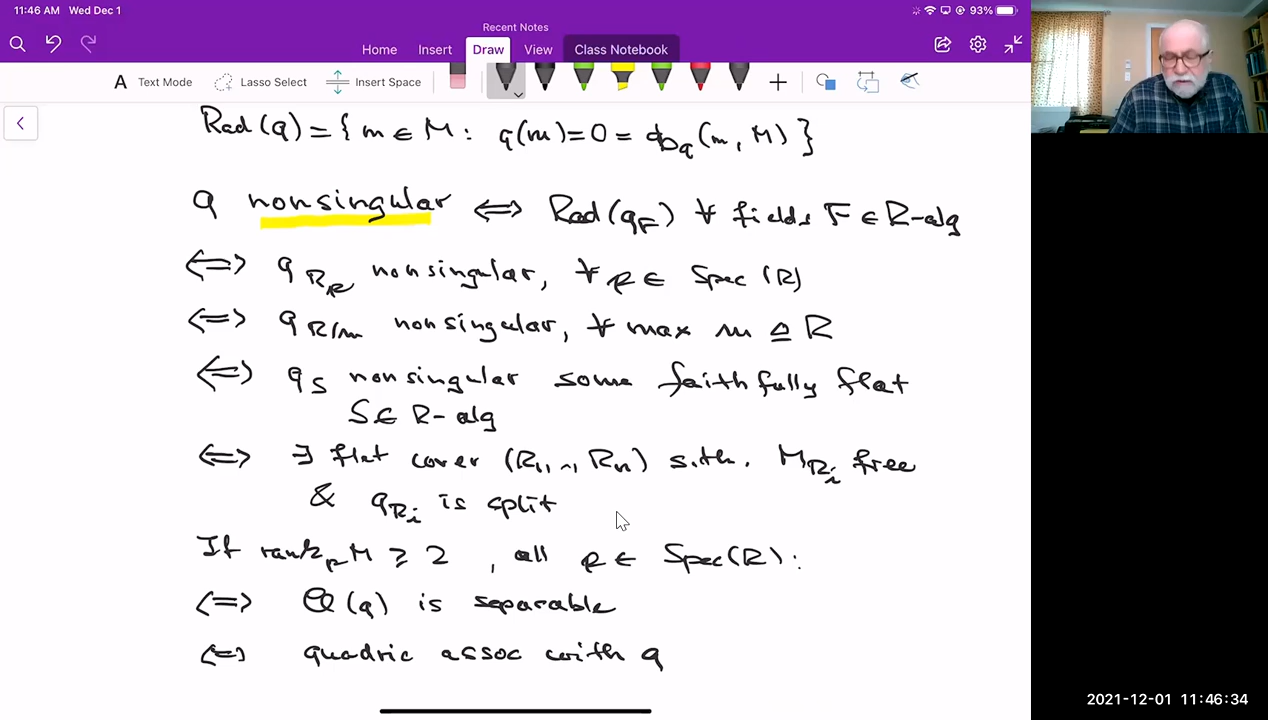 11:46 AM Wed Dec 1
93%
Recent Notes
Home Insert Draw View Class Notebook
A Text Mode Lasso Select Insert Space
Rad(q) = { m ∈ M : q(m) = 0 = b_q(m, M) }
q nonsingular ⟺ Rad(q_F) ∀ fields F ∈ R-alg
⟺ q_{R_p} nonsingular, ∀ p ∈ Spec(R)
⟺ q_{R/m} nonsingular, ∀ max m ⊴ R
⟺ q_S nonsingular some faithfully flat
S ∈ R-alg
⟺ ∃ flat cover (R_1, .., R_n) s.th. M_{R_i} free
& q_{R_i} is split
If rank_p M ≥ 2, all p ∈ Spec(R):
⟺ Cl(q) is separable
⟺ quadric assoc with q
2021-12-01 11:46:34